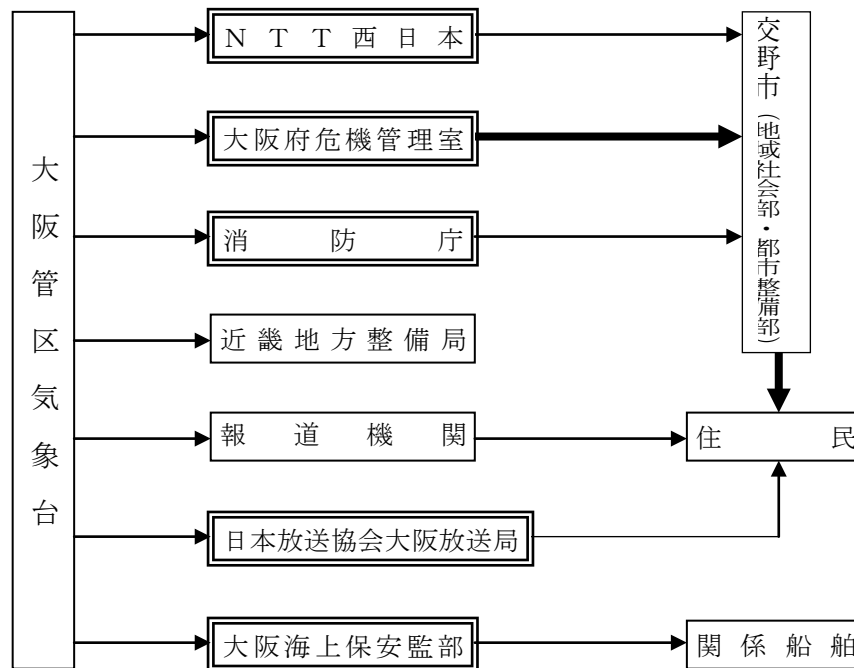 大阪管区気象台
NTT西日本
大阪府危機管理室
消防庁
近畿地方整備局
報道機関
日本放送協会大阪放送局
大阪海上保安監部
交野市(地域社会部・都市整備部)
住民
関係船舶